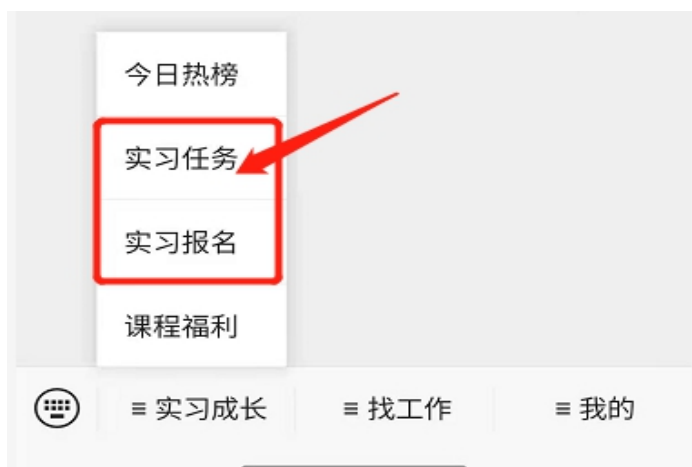 今日热榜
实习任务
实习报名
课程福利
≡ 实习成长 ≡ 找工作 ≡ 我的